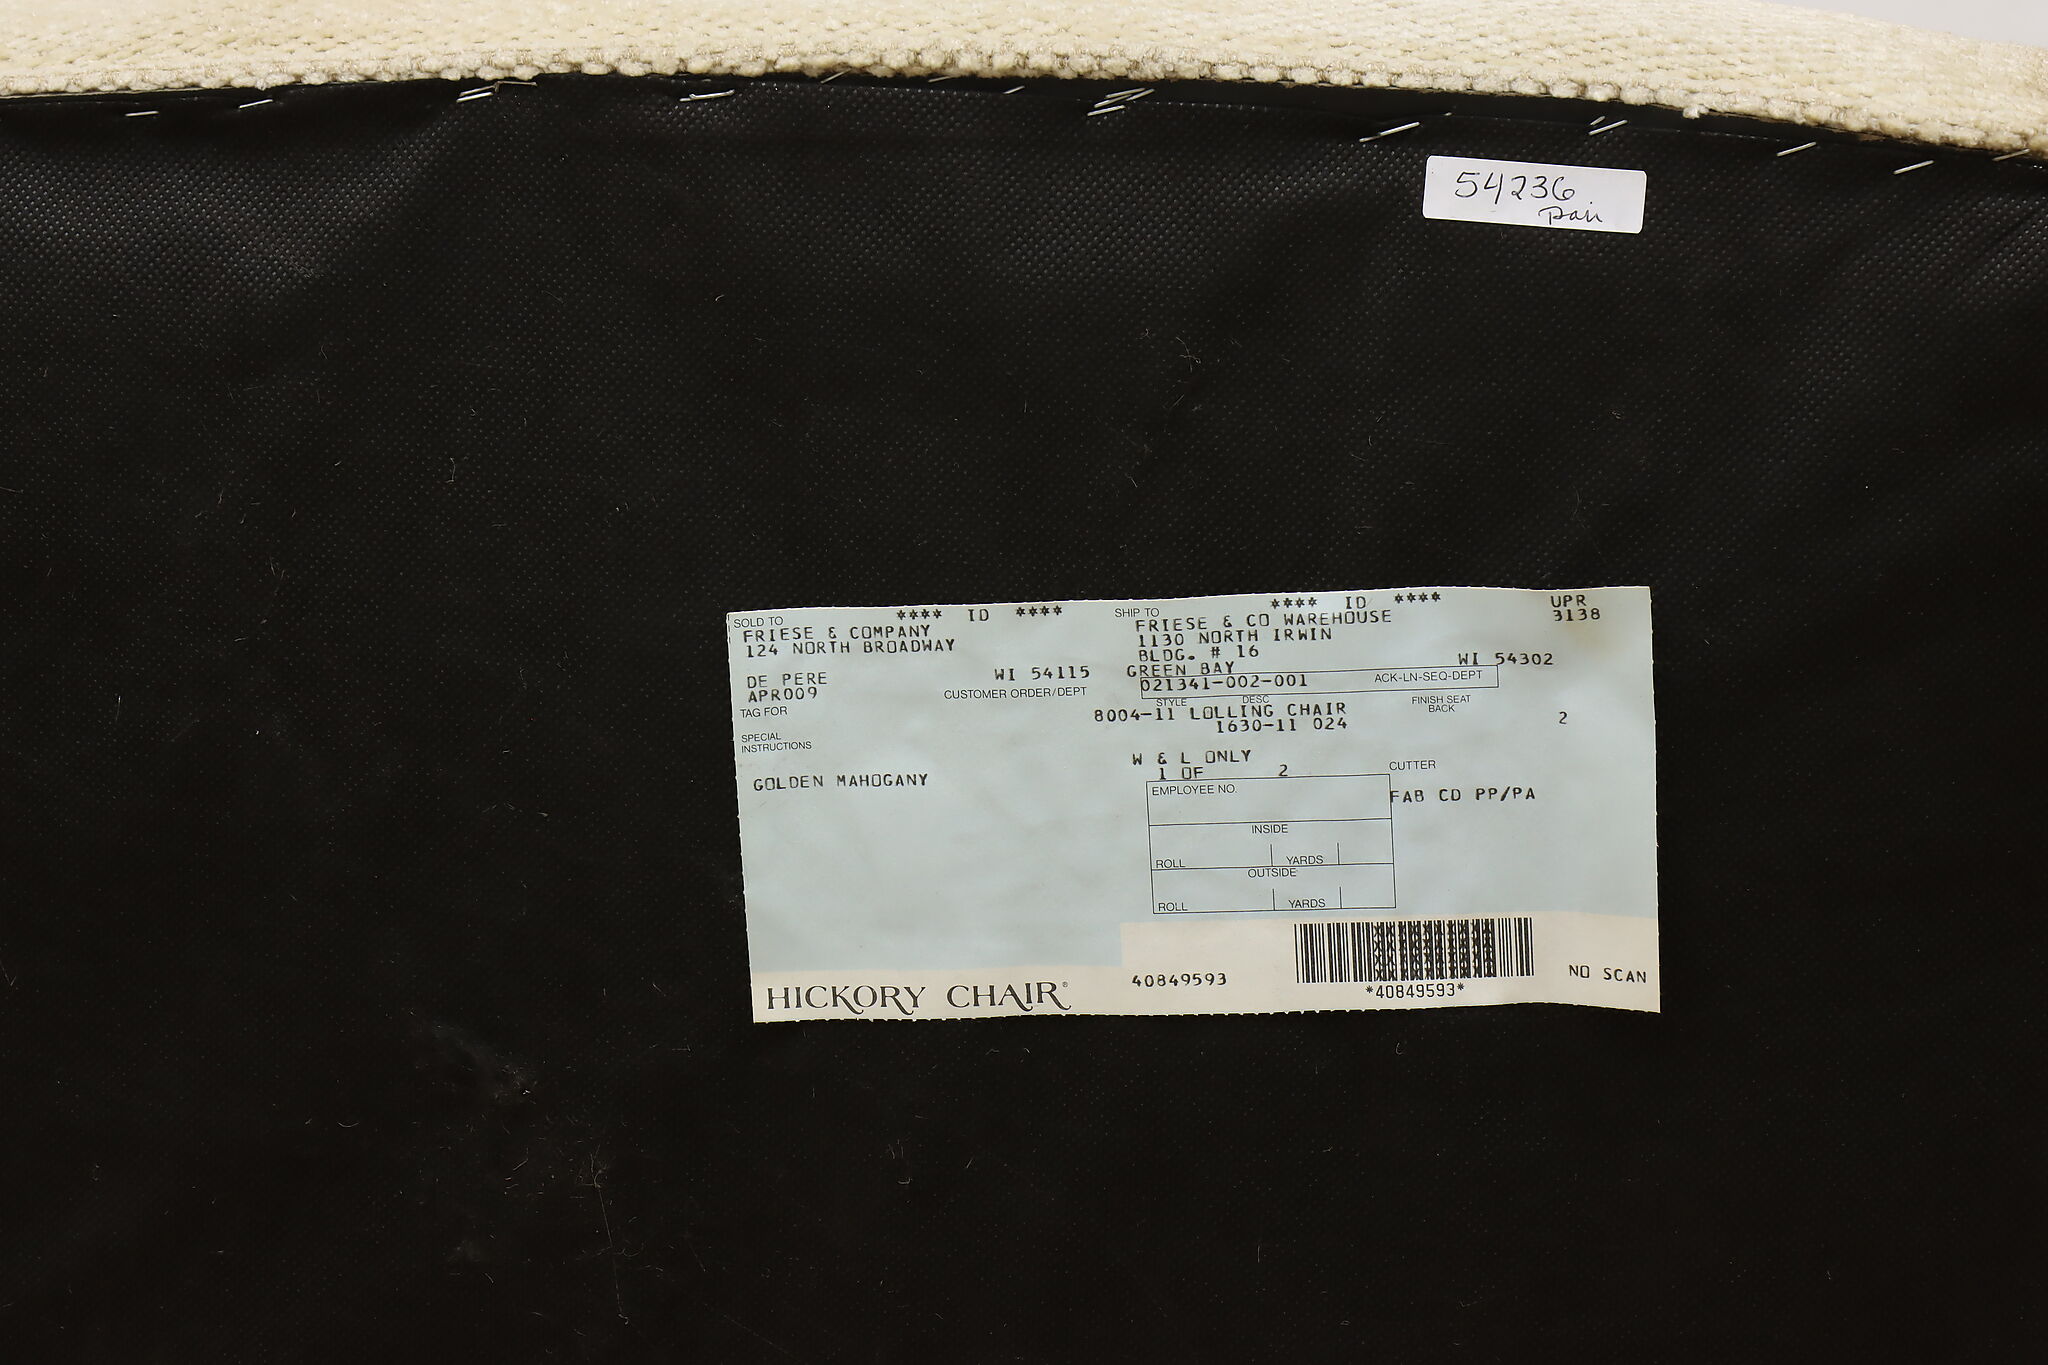 54236
pair
SOLD TO **** ID ****
FRIESE & COMPANY
124 NORTH BROADWAY
DE PERE WI 54115
APR009 CUSTOMER ORDER/DEPT
TAG FOR
SPECIAL
INSTRUCTIONS
GOLDEN MAHOGANY
SHIP TO **** ID **** UPR
FRIESE & CO WAREHOUSE 3138
1130 NORTH IRWIN
BLDG. # 16
GREEN BAY WI 54302
021341-002-001 ACK-LN-SEQ-DEPT
STYLE DESC FINISH SEAT
BACK
8004-11 LOLLING CHAIR 2
1630-11 024
W & L ONLY
1 OF 2 CUTTER
EMPLOYEE NO. FAB CD PP/PA
INSIDE
ROLL YARDS
OUTSIDE
ROLL YARDS
HICKORY CHAIR®
40849593
*40849593*
NO SCAN